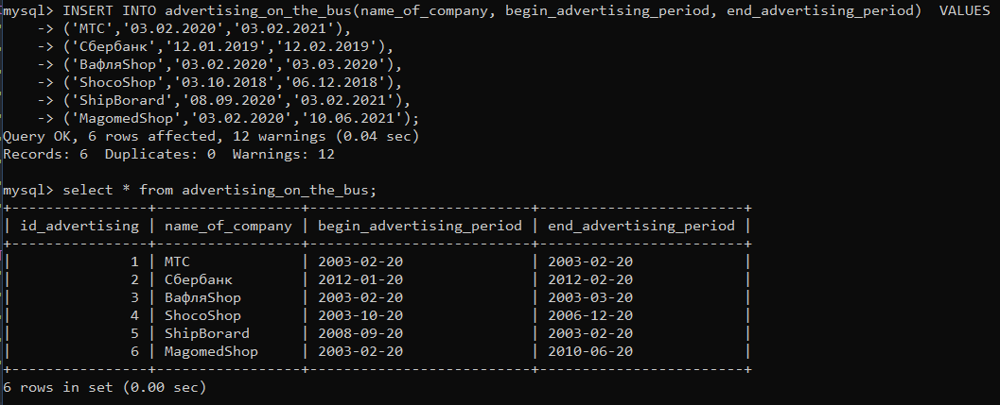 mysql> INSERT INTO advertising_on_the_bus(name_of_company, begin_advertising_period, end_advertising_period)  VALUES
    -> ('МТС','03.02.2020','03.02.2021'),
    -> ('Сбербанк','12.01.2019','12.02.2019'),
    -> ('ВафляShop','03.02.2020','03.03.2020'),
    -> ('ShocoShop','03.10.2018','06.12.2018'),
    -> ('ShipBorard','08.09.2020','03.02.2021'),
    -> ('MagomedShop','03.02.2020','10.06.2021');
Query OK, 6 rows affected, 12 warnings (0.04 sec)
Records: 6  Duplicates: 0  Warnings: 12
mysql> select * from advertising_on_the_bus;
+----------------+-----------------+--------------------------+------------------------+
| id_advertising | name_of_company | begin_advertising_period | end_advertising_period |
+----------------+-----------------+--------------------------+------------------------+
|              1 | МТС             | 2003-02-20               | 2003-02-20             |
|              2 | Сбербанк        | 2012-01-20               | 2012-02-20             |
|              3 | ВафляShop       | 2003-02-20               | 2003-03-20             |
|              4 | ShocoShop       | 2003-10-20               | 2006-12-20             |
|              5 | ShipBorard      | 2008-09-20               | 2003-02-20             |
|              6 | MagomedShop     | 2003-02-20               | 2010-06-20             |
+----------------+-----------------+--------------------------+------------------------+
6 rows in set (0.00 sec)